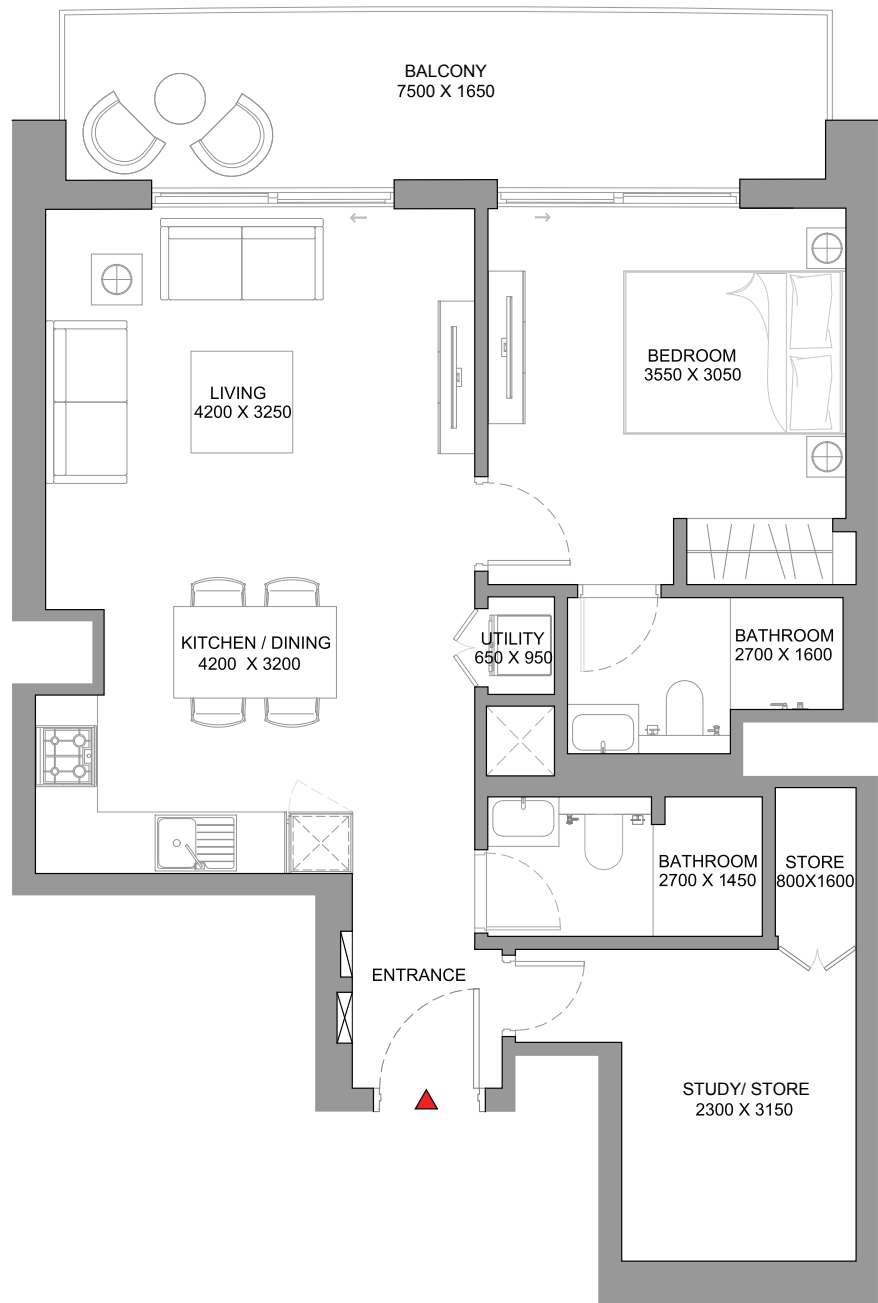 BALCONY
7500 X 1650
BEDROOM
3550 X 3050
LIVING
4200 X 3250
KITCHEN / DINING
4200 X 3200
UTILITY
650 X 950
BATHROOM
2700 X 1600
BATHROOM
2700 X 1450
STORE
800X1600
ENTRANCE
STUDY/ STORE
2300 X 3150